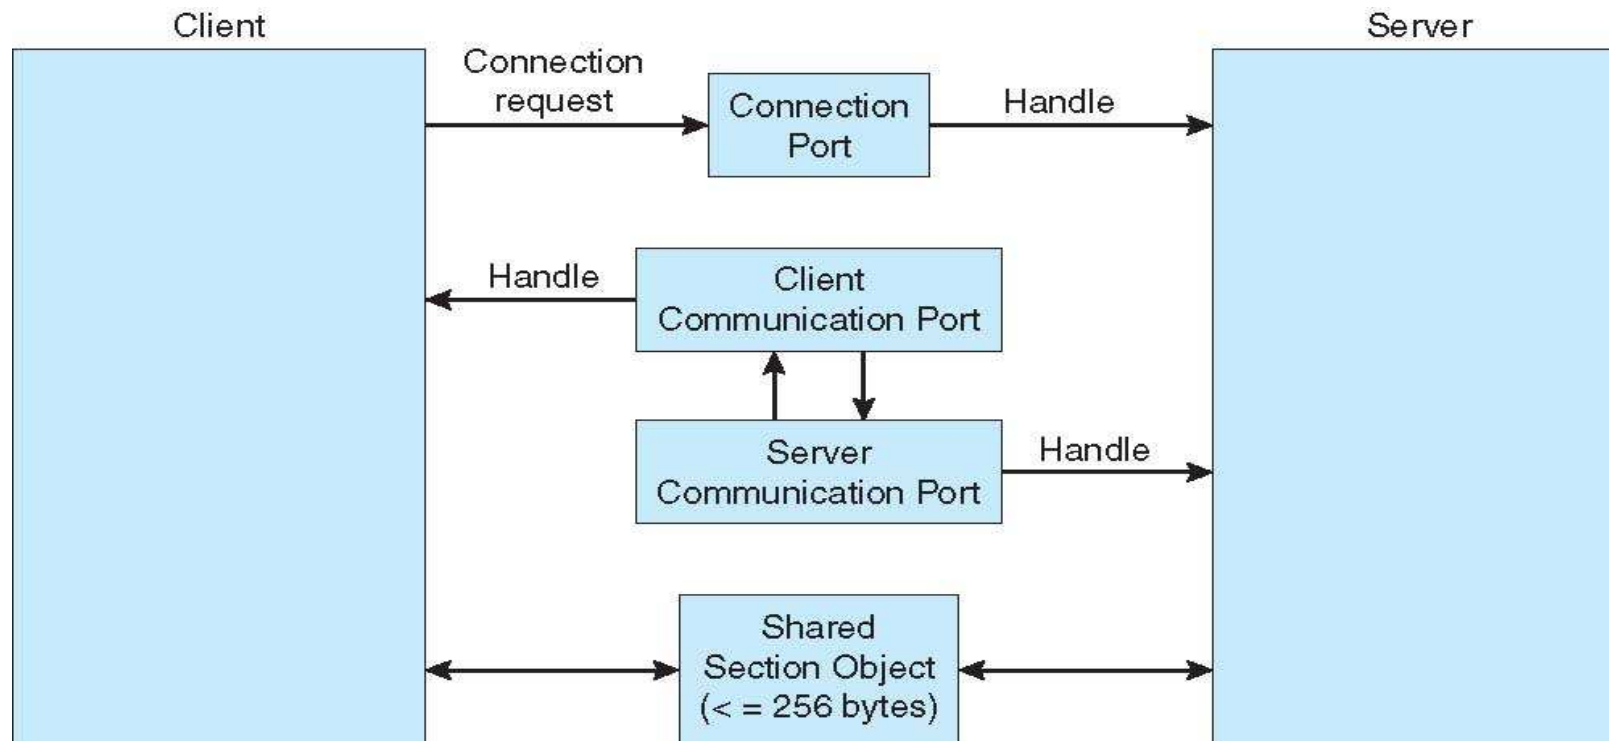 Client
Server
Connection
request
Connection
Port
Handle
Handle
Client
Communication Port
Server
Communication Port
Handle
Shared
Section Object
(< = 256 bytes)